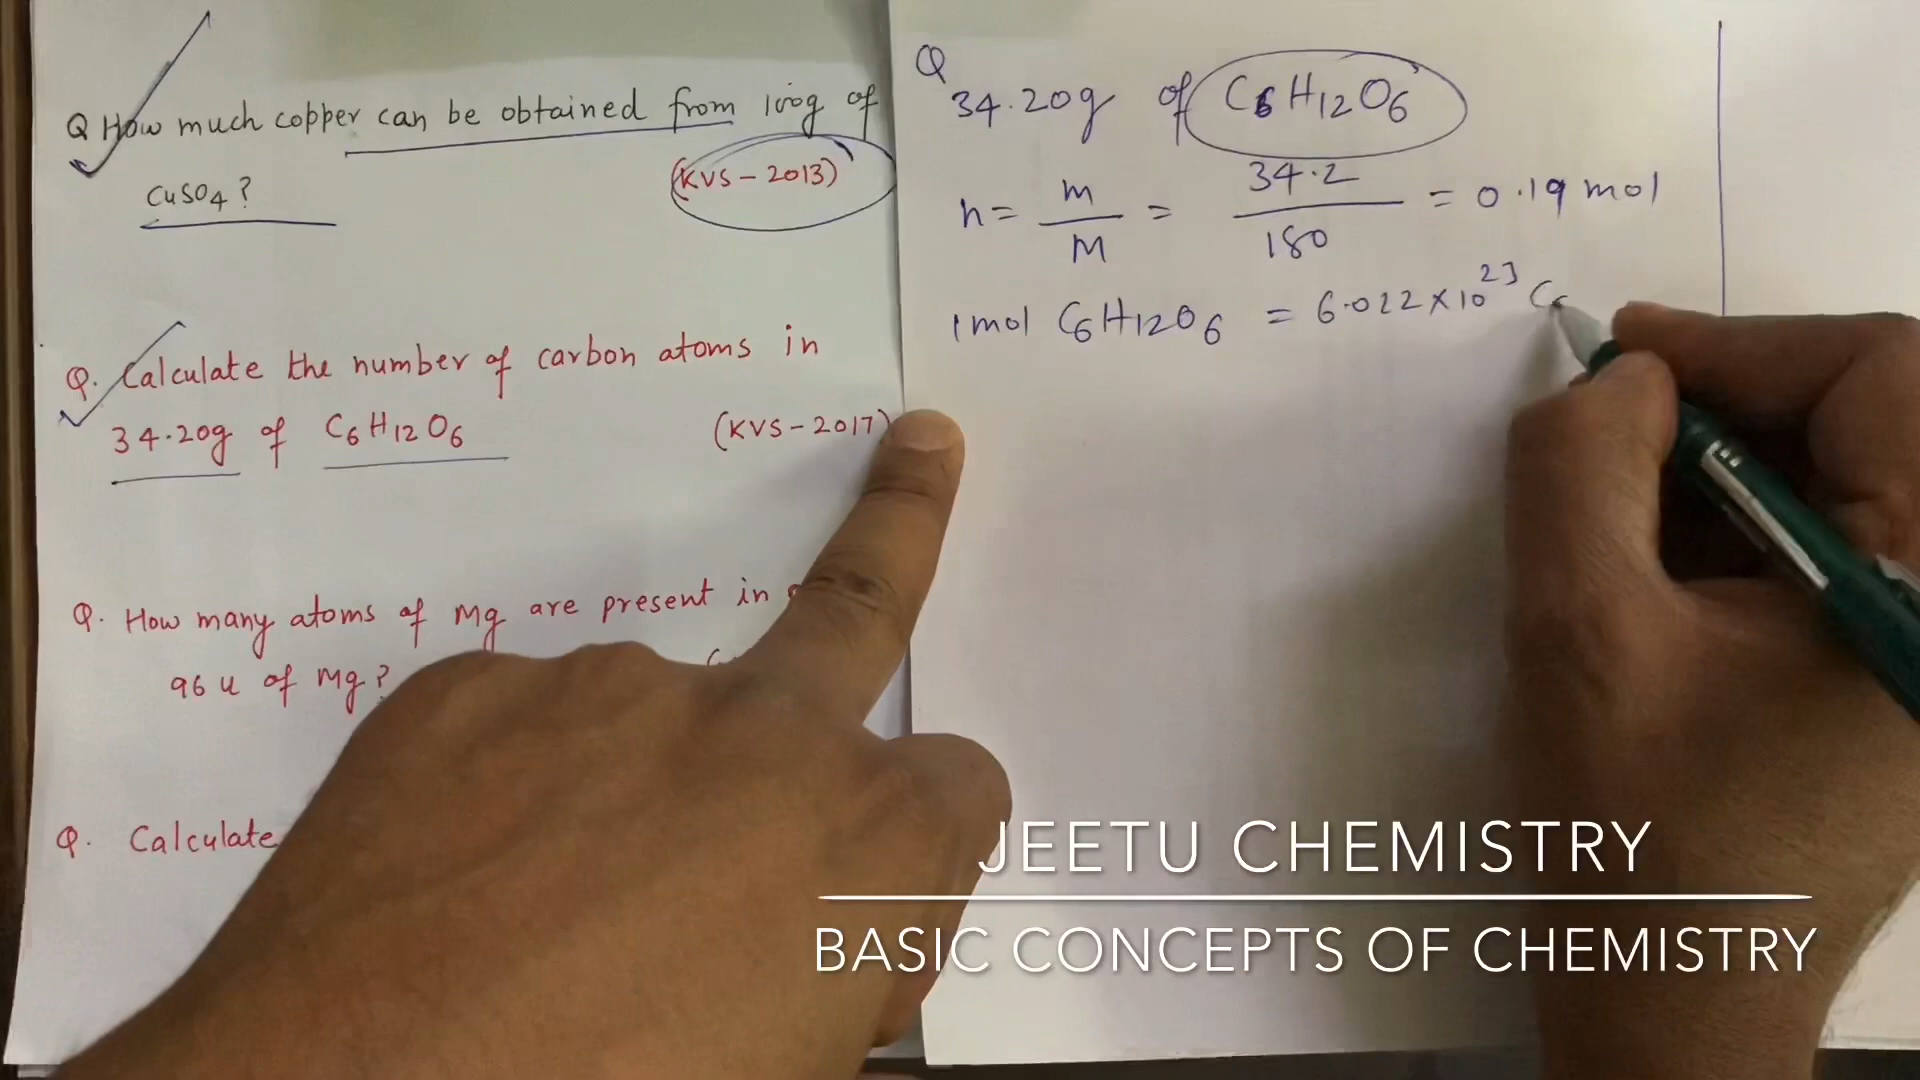 Q How much copper can be obtained from 100g of
CuSO4?
(KVS - 2013)
Q. Calculate the number of carbon atoms in
34.20g of C6H12O6
(KVS - 2017)
Q. How many atoms of Mg are present in
96 u of Mg?
Q. Calculate
Q
34.20g of C6H12O6
n = m/M = 34.2/180 = 0.19 mol
1 mol C6H12O6 = 6.022 × 10^23 C6
JEETU CHEMISTRY
BASIC CONCEPTS OF CHEMISTRY